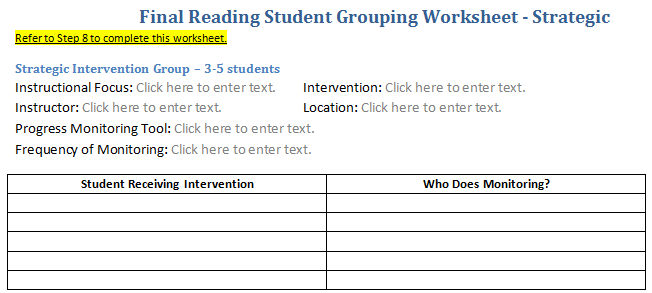 Final Reading Student Grouping Worksheet - Strategic
Refer to Step 8 to complete this worksheet.
Strategic Intervention Group – 3-5 students
Instructional Focus: Click here to enter text. Intervention: Click here to enter text.
Instructor: Click here to enter text. Location: Click here to enter text.
Progress Monitoring Tool: Click here to enter text.
Frequency of Monitoring: Click here to enter text.
Student Receiving Intervention Who Does Monitoring?